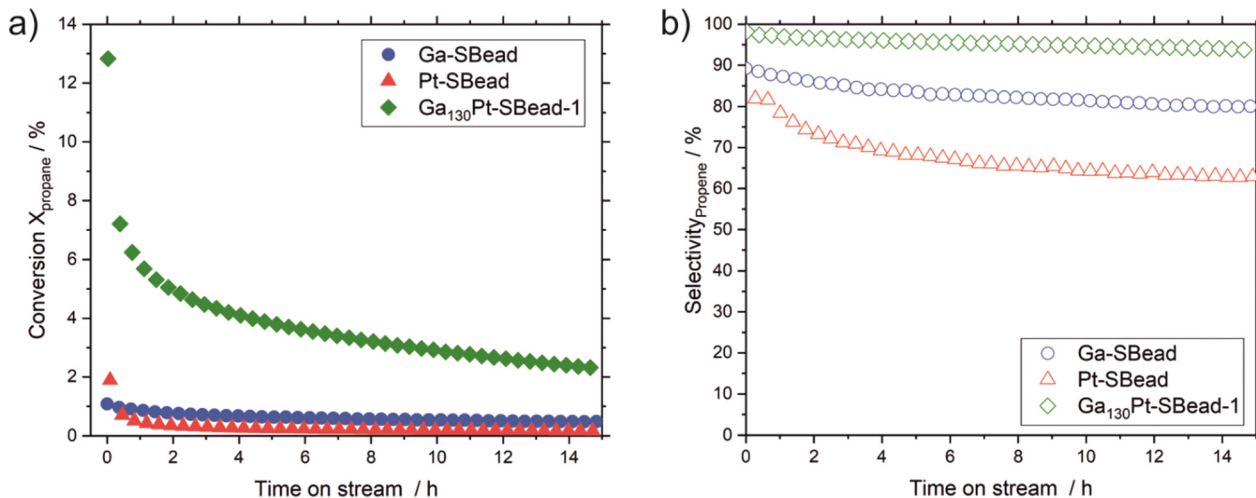 a)
14
12
10
8
6
4
2
0
Conversion X_propane / %
Ga-SBead
Pt-SBead
Ga₁₃₀Pt-SBead-1
0 2 4 6 8 10 12 14
Time on stream / h
b)
100
90
80
70
60
50
40
30
20
10
0
Selectivity_Propene / %
Ga-SBead
Pt-SBead
Ga₁₃₀Pt-SBead-1
0 2 4 6 8 10 12 14
Time on stream / h